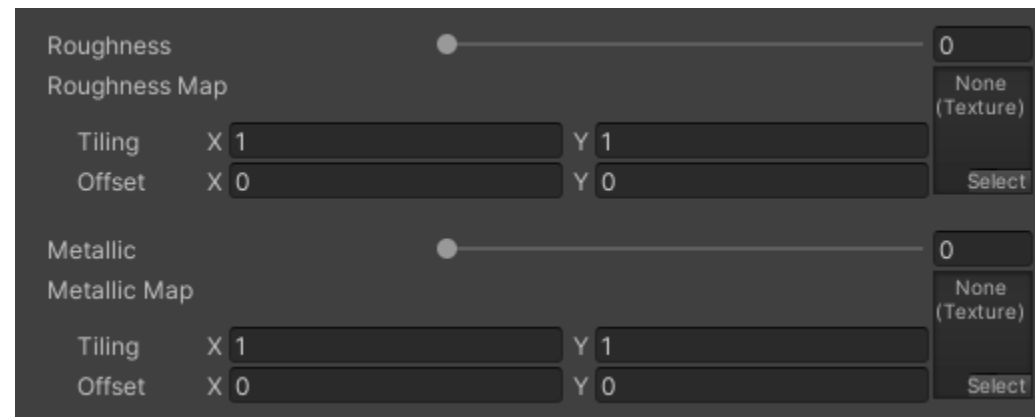 Roughness 0
Roughness Map None
(Texture)
Tiling X 1 Y 1
Offset X 0 Y 0 Select
Metallic 0
Metallic Map None
(Texture)
Tiling X 1 Y 1
Offset X 0 Y 0 Select